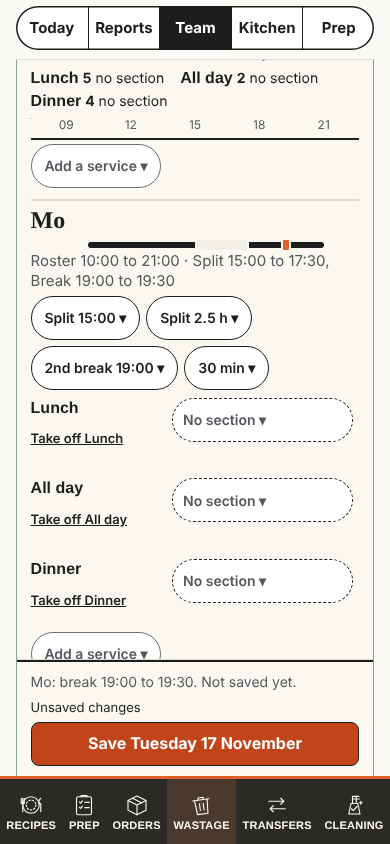 Today Reports Team Kitchen Prep
Lunch 5 no section All day 2 no section
Dinner 4 no section
09 12 15 18 21
Add a service ▾
Mo
Roster 10:00 to 21:00 · Split 15:00 to 17:30,
Break 19:00 to 19:30
Split 15:00 ▾ Split 2.5 h ▾
2nd break 19:00 ▾ 30 min ▾
Lunch No section ▾
Take off Lunch
All day No section ▾
Take off All day
Dinner No section ▾
Take off Dinner
Add a service ▾
Mo: break 19:00 to 19:30. Not saved yet.
Unsaved changes
Save Tuesday 17 November
RECIPES PREP ORDERS WASTAGE TRANSFERS CLEANING